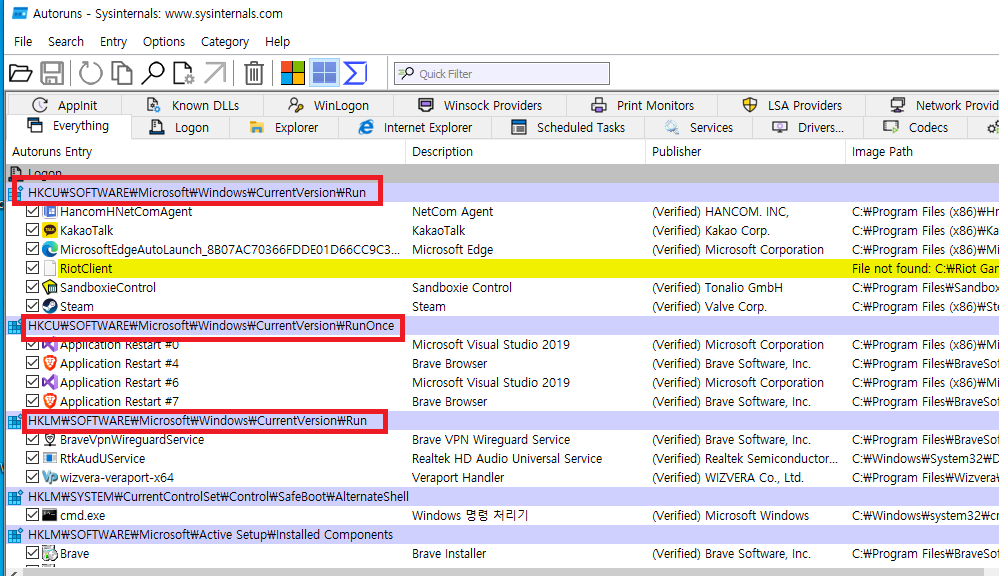 Autoruns - Sysinternals: www.sysinternals.com
File Search Entry Options Category Help
Quick Filter
AppInit Known DLLs WinLogon Winsock Providers Print Monitors LSA Providers Network Provid
Everything Logon Explorer Internet Explorer Scheduled Tasks Services Drivers... Codecs
Autoruns Entry Description Publisher Image Path
Logon
HKCU₩SOFTWARE₩Microsoft₩Windows₩CurrentVersion₩Run
HancomHNetComAgent NetCom Agent (Verified) HANCOM. INC, C:₩Program Files (x86)₩Hr
KakaoTalk KakaoTalk (Verified) Kakao Corp. C:₩Program Files (x86)₩Ka
MicrosoftEdgeAutoLaunch_8B07AC70366FDDE01D66CC9C3... Microsoft Edge (Verified) Microsoft Corporation C:₩Program Files (x86)₩Mi
RiotClient File not found: C:₩Riot Gan
SandboxieControl Sandboxie Control (Verified) Tonalio GmbH C:₩Program Files₩Sandbox
Steam Steam (Verified) Valve Corp. C:₩Program Files (x86)₩Ste
HKCU₩SOFTWARE₩Microsoft₩Windows₩CurrentVersion₩RunOnce
Application Restart #0 Microsoft Visual Studio 2019 (Verified) Microsoft Corporation C:₩Program Files (x86)₩Mi
Application Restart #4 Brave Browser (Verified) Brave Software, Inc. C:₩Program Files₩BraveSof
Application Restart #6 Microsoft Visual Studio 2019 (Verified) Microsoft Corporation C:₩Program Files (x86)₩Mi
Application Restart #7 Brave Browser (Verified) Brave Software, Inc. C:₩Program Files₩BraveSof
HKLM₩SOFTWARE₩Microsoft₩Windows₩CurrentVersion₩Run
BraveVpnWireguardService Brave VPN Wireguard Service (Verified) Brave Software, Inc. C:₩Program Files₩BraveSof
RtkAudUService Realtek HD Audio Universal Service (Verified) Realtek Semiconductor... C:₩Windows₩System32₩D
wizvera-veraport-x64 Veraport Handler (Verified) WIZVERA Co., Ltd. C:₩Program Files₩Wizvera₩
HKLM₩SYSTEM₩CurrentControlSet₩Control₩SafeBoot₩AlternateShell
cmd.exe Windows 명령 처리기 (Verified) Microsoft Windows C:₩Windows₩system32₩cm
HKLM₩SOFTWARE₩Microsoft₩Active Setup₩Installed Components
Brave Brave Installer (Verified) Brave Software, Inc. C:₩Program Files₩BraveSof